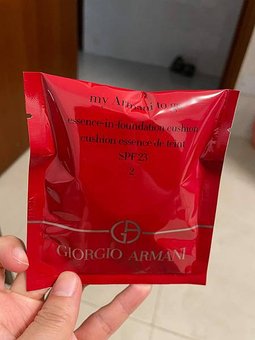 my Armani to go
essence-in-foundation cushion
cushion essence de teint
SPF 23
2
GIORGIO ARMANI